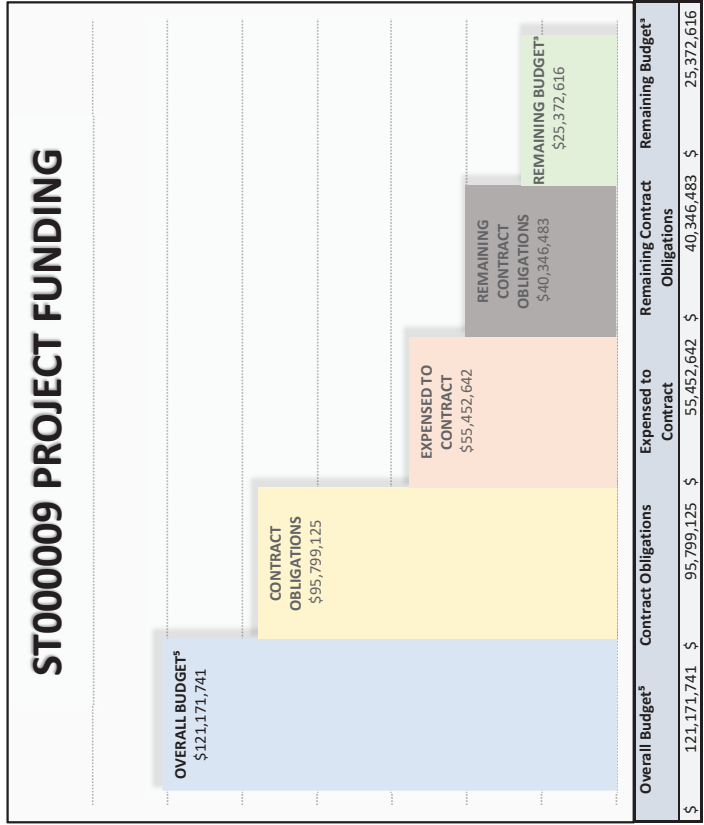 ST000009 PROJECT FUNDING
OVERALL BUDGET⁵
$121,171,741
CONTRACT
OBLIGATIONS
$95,799,125
EXPENSED TO
CONTRACT
$55,452,642
REMAINING
CONTRACT
OBLIGATIONS
$40,346,483
REMAINING BUDGET³
$25,372,616
Overall Budget⁵
Contract Obligations
Expensed to
Contract
Remaining Contract
Obligations
Remaining Budget³
$ 121,171,741 $ 95,799,125 $ 55,452,642 $ 40,346,483 $ 25,372,616